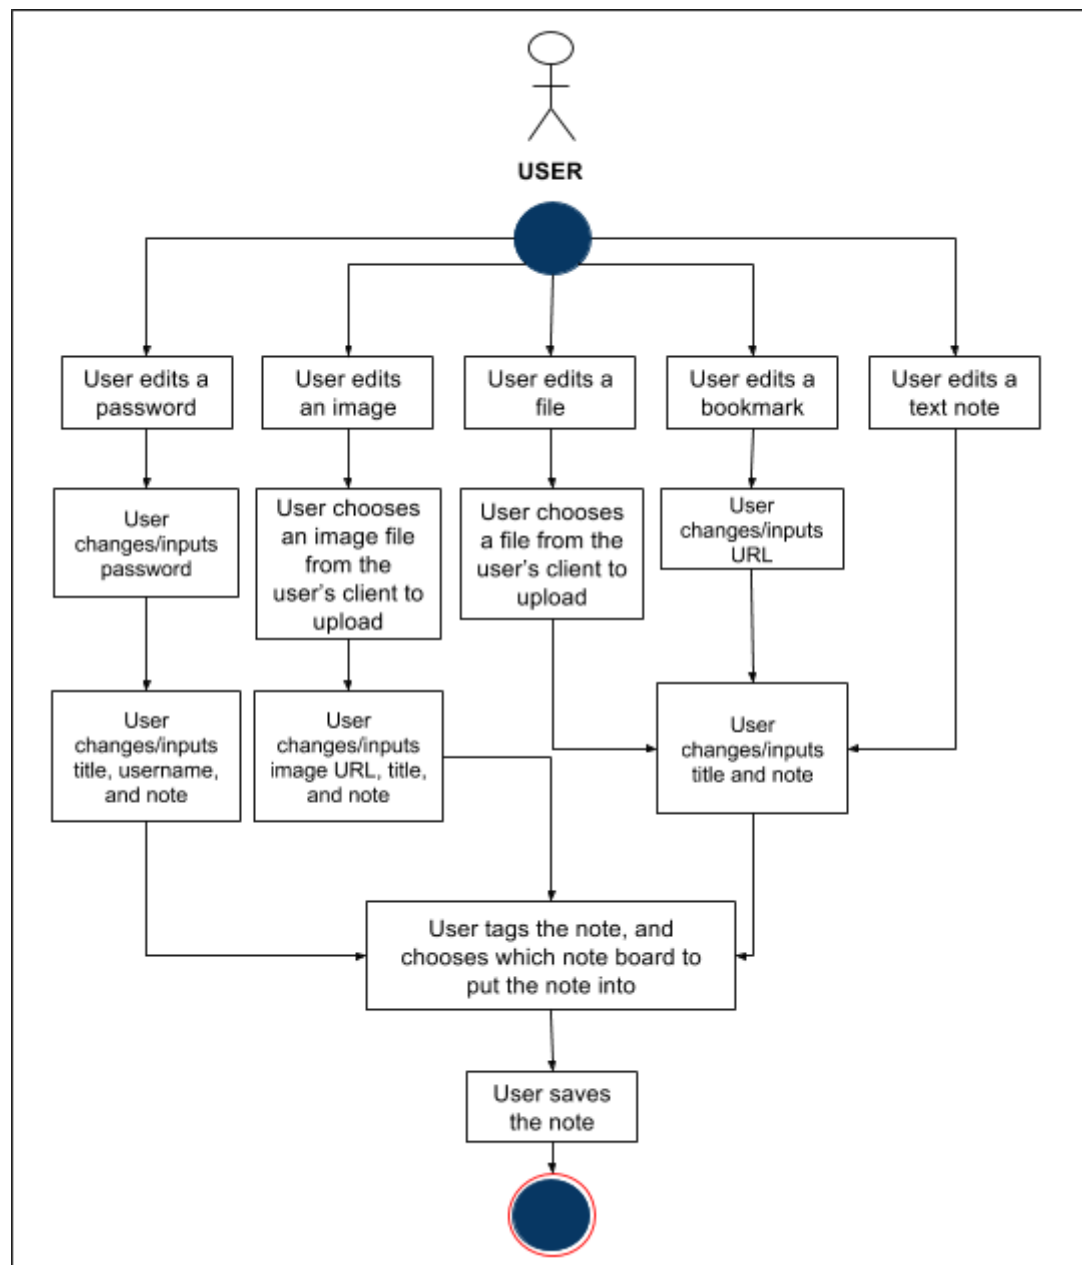 USER
User edits a
password
User edits
an image
User edits a
file
User edits a
bookmark
User edits a
text note
User
changes/inputs
password
User chooses
an image file
from the
user's client to
upload
User chooses
a file from the
user's client to
upload
User
changes/inputs
URL
User
changes/inputs
title, username,
and note
User
changes/inputs
image URL, title,
and note
User
changes/inputs
title and note
User tags the note, and
chooses which note board to
put the note into
User saves
the note